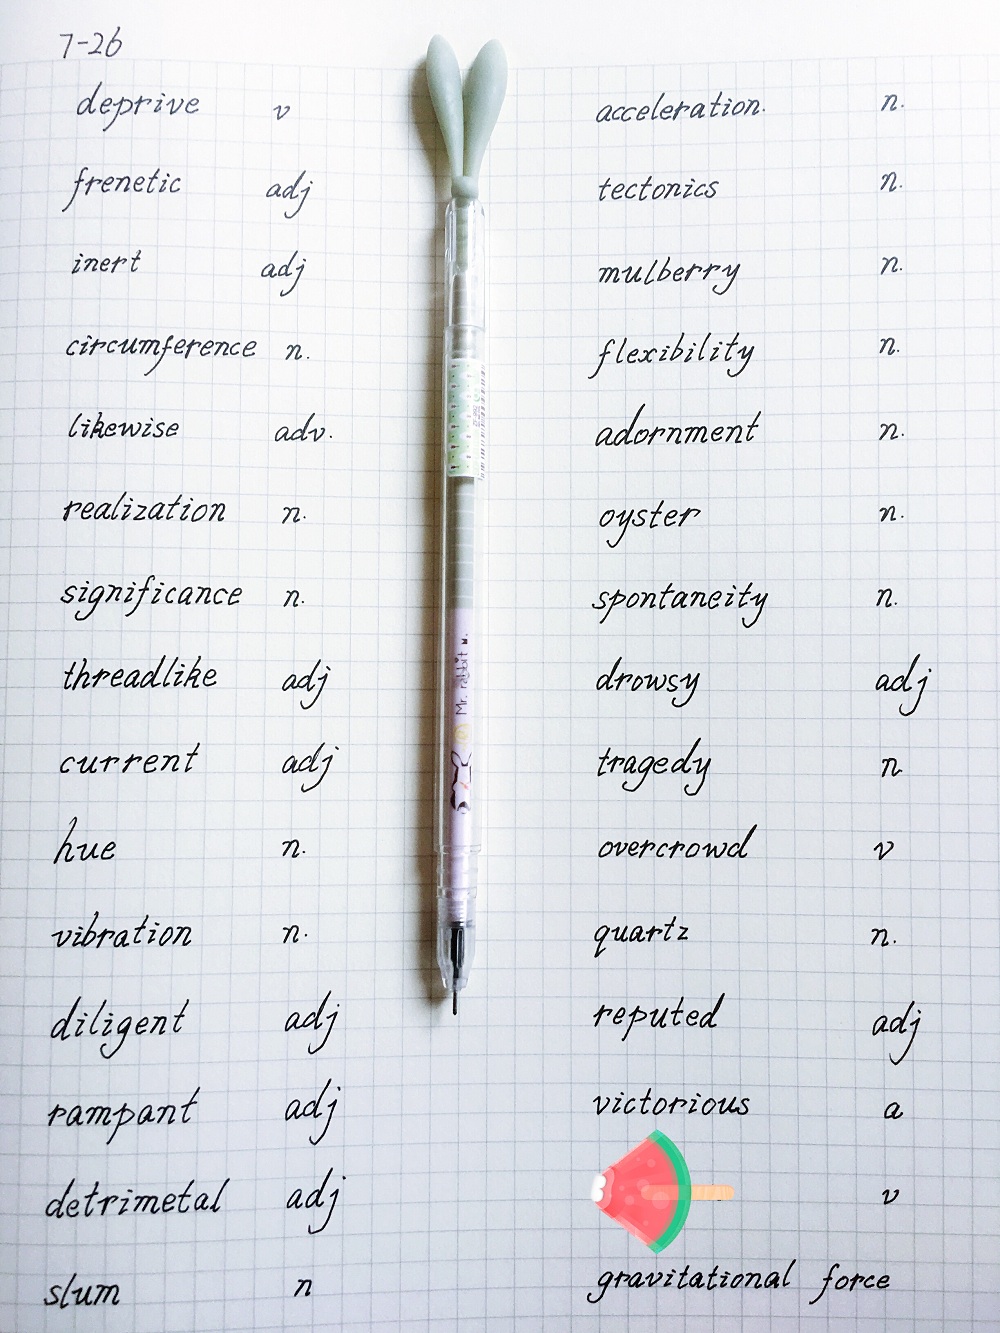 7-26
deprive v
frenetic adj
inert adj
circumference n.
likewise adv.
realization n.
significance n.
threadlike adj
current adj
hue n.
vibration n.
diligent adj
rampant adj
detrimetal adj
slum n
Mr. rabbit
acceleration. n.
tectonics n.
mulberry n.
flexibility n.
adornment n.
oyster n.
spontaneity n.
drowsy adj
tragedy n
overcrowd v
quartz n.
reputed adj
victorious a
v
gravitational force